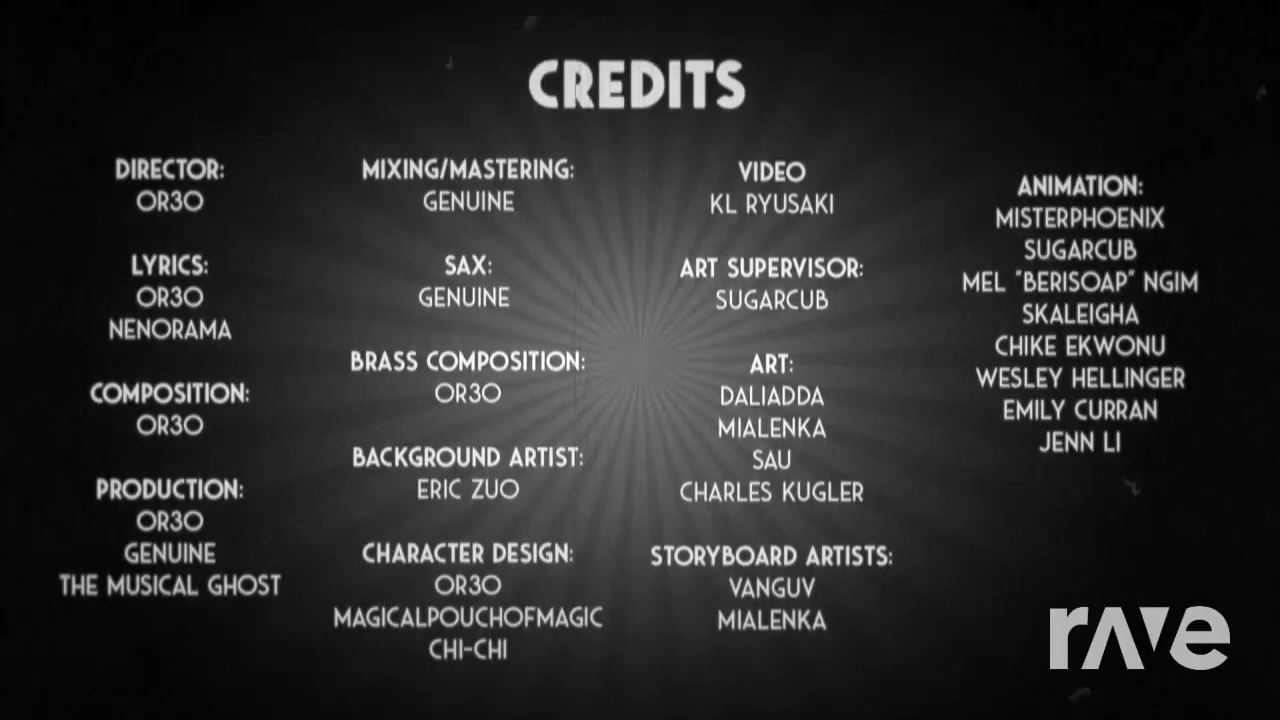 CREDITS
DIRECTOR:
OR3O
LYRICS:
OR3O
NENORAMA
COMPOSITION:
OR3O
PRODUCTION:
OR3O
GENUINE
THE MUSICAL GHOST
MIXING/MASTERING:
GENUINE
SAX:
GENUINE
BRASS COMPOSITION:
OR3O
BACKGROUND ARTIST:
ERIC ZUO
CHARACTER DESIGN:
OR3O
MAGICALPOUCHOFMAGIC
CHI-CHI
VIDEO
KL RYUSAKI
ART SUPERVISOR:
SUGARCUB
ART:
DALIADDA
MIALENKA
SAU
CHARLES KUGLER
STORYBOARD ARTISTS:
VANGUV
MIALENKA
ANIMATION:
MISTERPHOENIX
SUGARCUB
MEL "BERISOAP" NGIM
SKALEIGHA
CHIKE EKWONU
WESLEY HELLINGER
EMILY CURRAN
JENN LI
rave